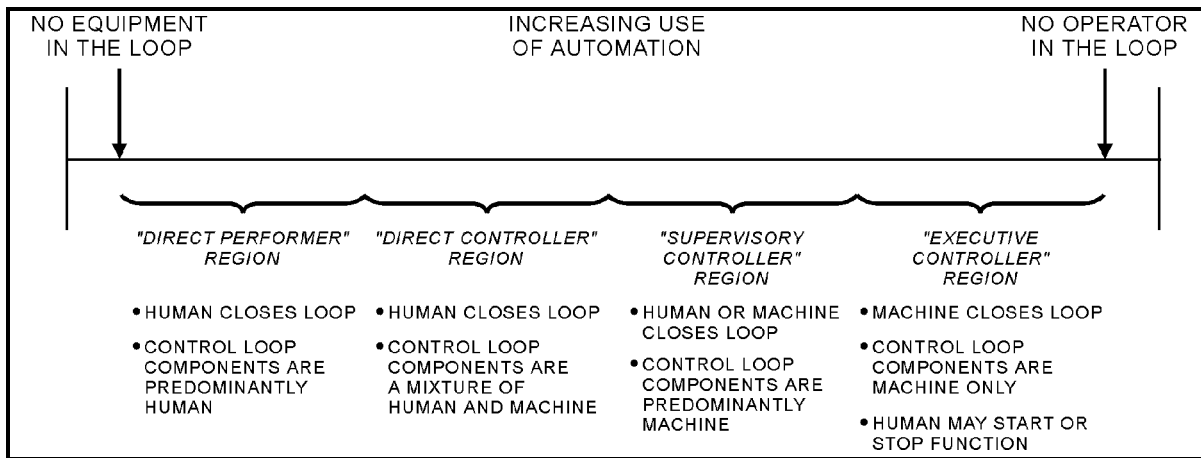 NO EQUIPMENT
IN THE LOOP
INCREASING USE
OF AUTOMATION
NO OPERATOR
IN THE LOOP
"DIRECT PERFORMER"
REGION
• HUMAN CLOSES LOOP
• CONTROL LOOP
COMPONENTS ARE
PREDOMINANTLY
HUMAN
"DIRECT CONTROLLER"
REGION
• HUMAN CLOSES LOOP
• CONTROL LOOP
COMPONENTS ARE
A MIXTURE OF
HUMAN AND MACHINE
"SUPERVISORY
CONTROLLER"
REGION
• HUMAN OR MACHINE
CLOSES LOOP
• CONTROL LOOP
COMPONENTS ARE
PREDOMINANTLY
MACHINE
"EXECUTIVE
CONTROLLER"
REGION
• MACHINE CLOSES LOOP
• CONTROL LOOP
COMPONENTS ARE
MACHINE ONLY
• HUMAN MAY START OR
STOP FUNCTION